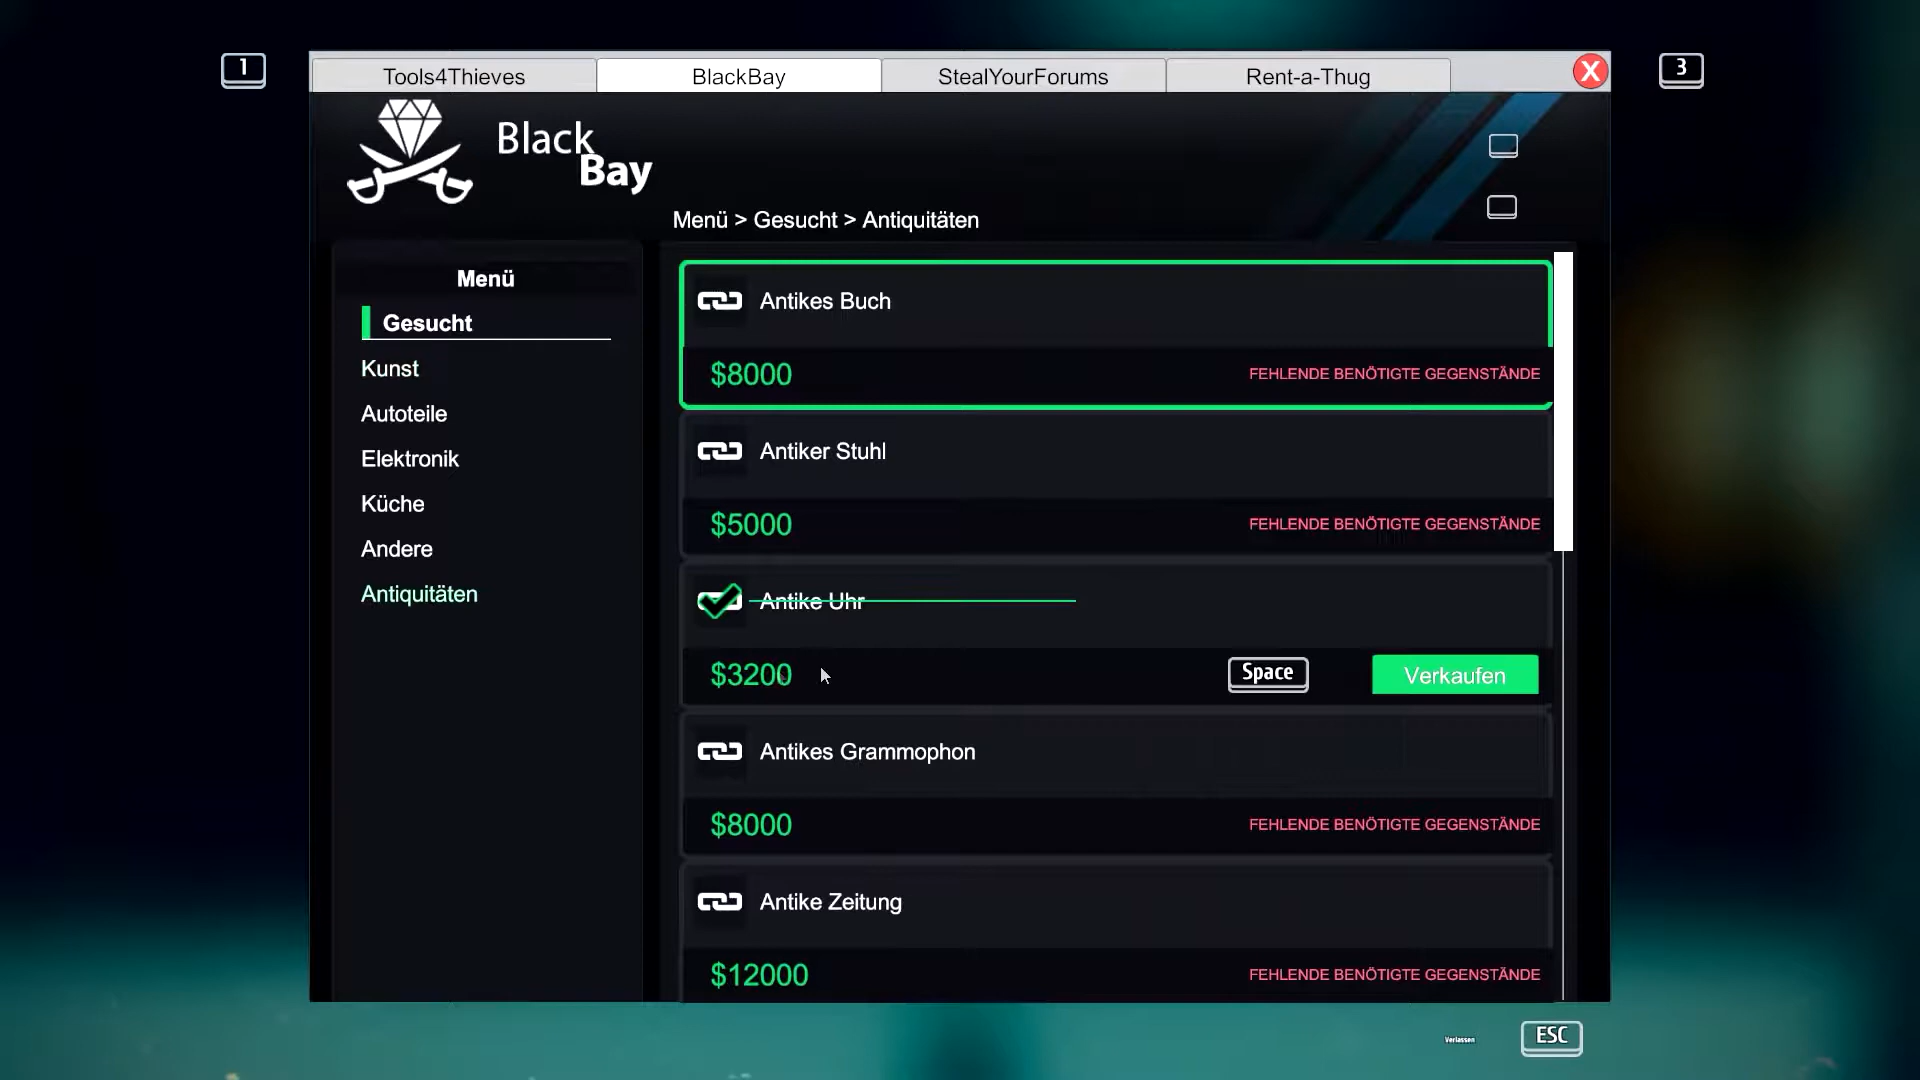 1
Tools4Thieves
BlackBay
StealYourForums
Rent-a-Thug
X
3
Black
Bay
Menü > Gesucht > Antiquitäten
Menü
Gesucht
Kunst
Autoteile
Elektronik
Küche
Andere
Antiquitäten
Antikes Buch
$8000
FEHLENDE BENÖTIGTE GEGENSTÄNDE
Antiker Stuhl
$5000
FEHLENDE BENÖTIGTE GEGENSTÄNDE
Antike Uhr
$3200
Space
Verkaufen
Antikes Grammophon
$8000
FEHLENDE BENÖTIGTE GEGENSTÄNDE
Antike Zeitung
$12000
FEHLENDE BENÖTIGTE GEGENSTÄNDE
Verlassen
ESC